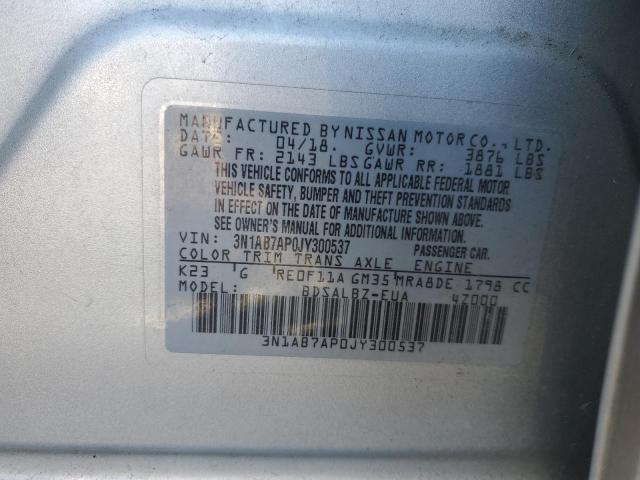 MANUFACTURED BY NISSAN MOTOR CO., LTD.
DATE: 04/18. GVWR: 3876 LBS
GAWR FR: 2143 LBS GAWR RR: 1881 LBS
THIS VEHICLE CONFORMS TO ALL APPLICABLE FEDERAL MOTOR
VEHICLE SAFETY, BUMPER AND THEFT PREVENTION STANDARDS
IN EFFECT ON THE DATE OF MANUFACTURE SHOWN ABOVE.
SEE OWNER'S MANUAL FOR ADDITIONAL INFORMATION.
VIN: 3N1AB7AP0JY300537 PASSENGER CAR.
COLOR TRIM TRANS AXLE ENGINE
K23 G RE0F11A GM35 MRA8DE 1798 CC
MODEL: BDSALBZ-EUA 47000
3N1AB7AP0JY300537